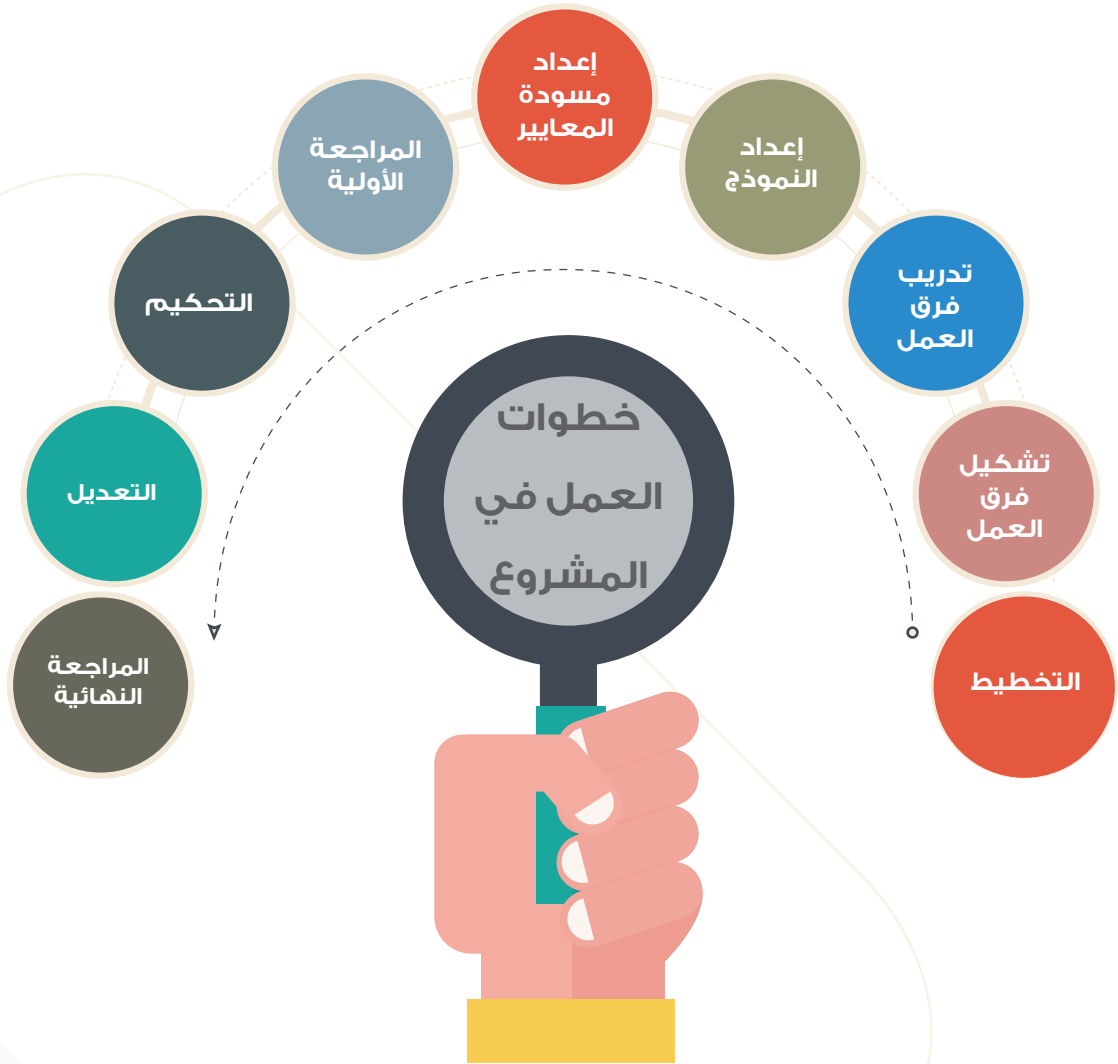 خطوات
العمل في
المشروع
التخطيط
تشكيل
فرق
العمل
تدريب
فرق
العمل
إعداد
النموذج
إعداد
مسودة
المعايير
المراجعة
الأولية
التحكيم
التعديل
المراجعة
النهائية